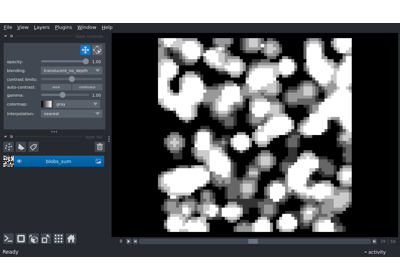 File View Layers Plugins Window Help
opacity: 1.00
blending: translucent_no_depth
contrast limits:
auto-contrast: once continuous
gamma: 1.00
colormap: gray
interpolation: nearest
blobs_sum
Ready
activity